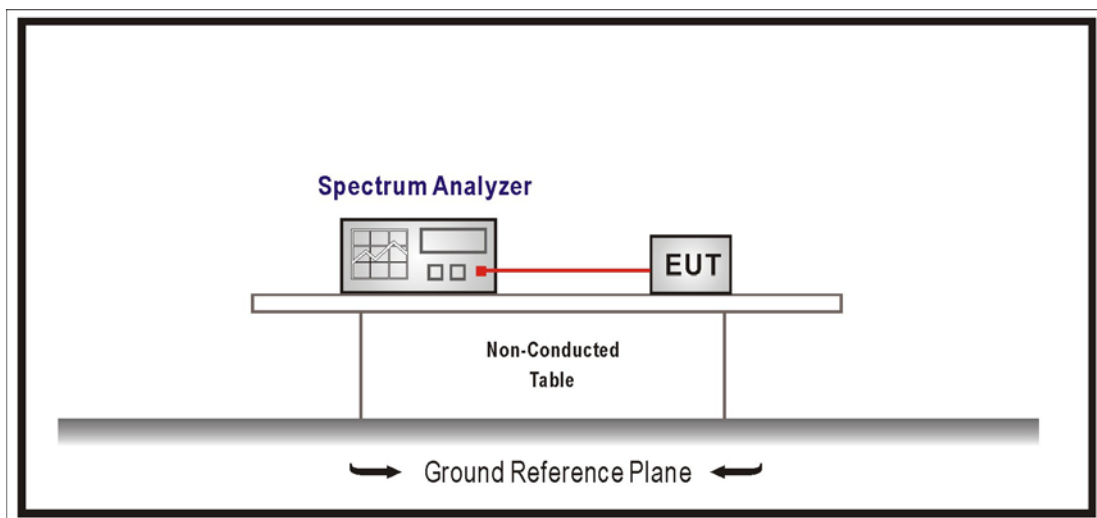 Spectrum Analyzer
EUT
Non-Conducted
Table
Ground Reference Plane